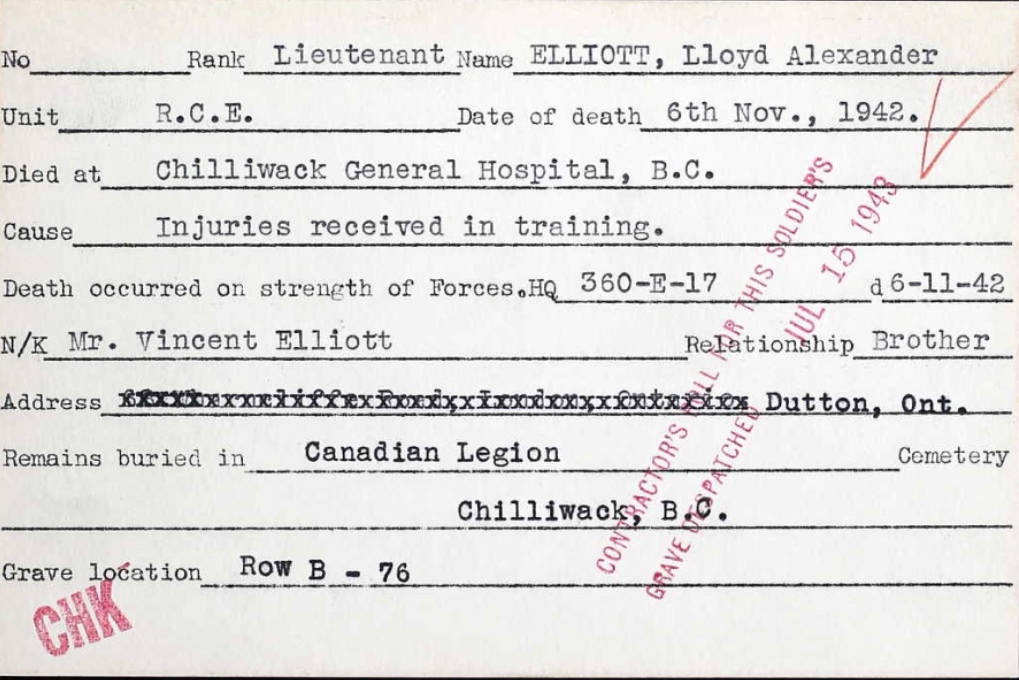 No Rank Lieutenant Name ELLIOTT, Lloyd Alexander
Unit R.C.E. Date of death 6th Nov., 1942.
Died at Chilliwack General Hospital, B.C.
Cause Injuries received in training.
Death occurred on strength of Forces.HQ 360-E-17 d 6-11-42
N/K Mr. Vincent Elliott Relationship Brother
Address Dutton, Ont.
Remains buried in Canadian Legion Cemetery
Chilliwack, B.C.
Grave location Row B - 76
CONTRACTOR'S BILL FOR THIS SOLDIER'S
GRAVE DESPATCHED JUL 15 1943
CHK